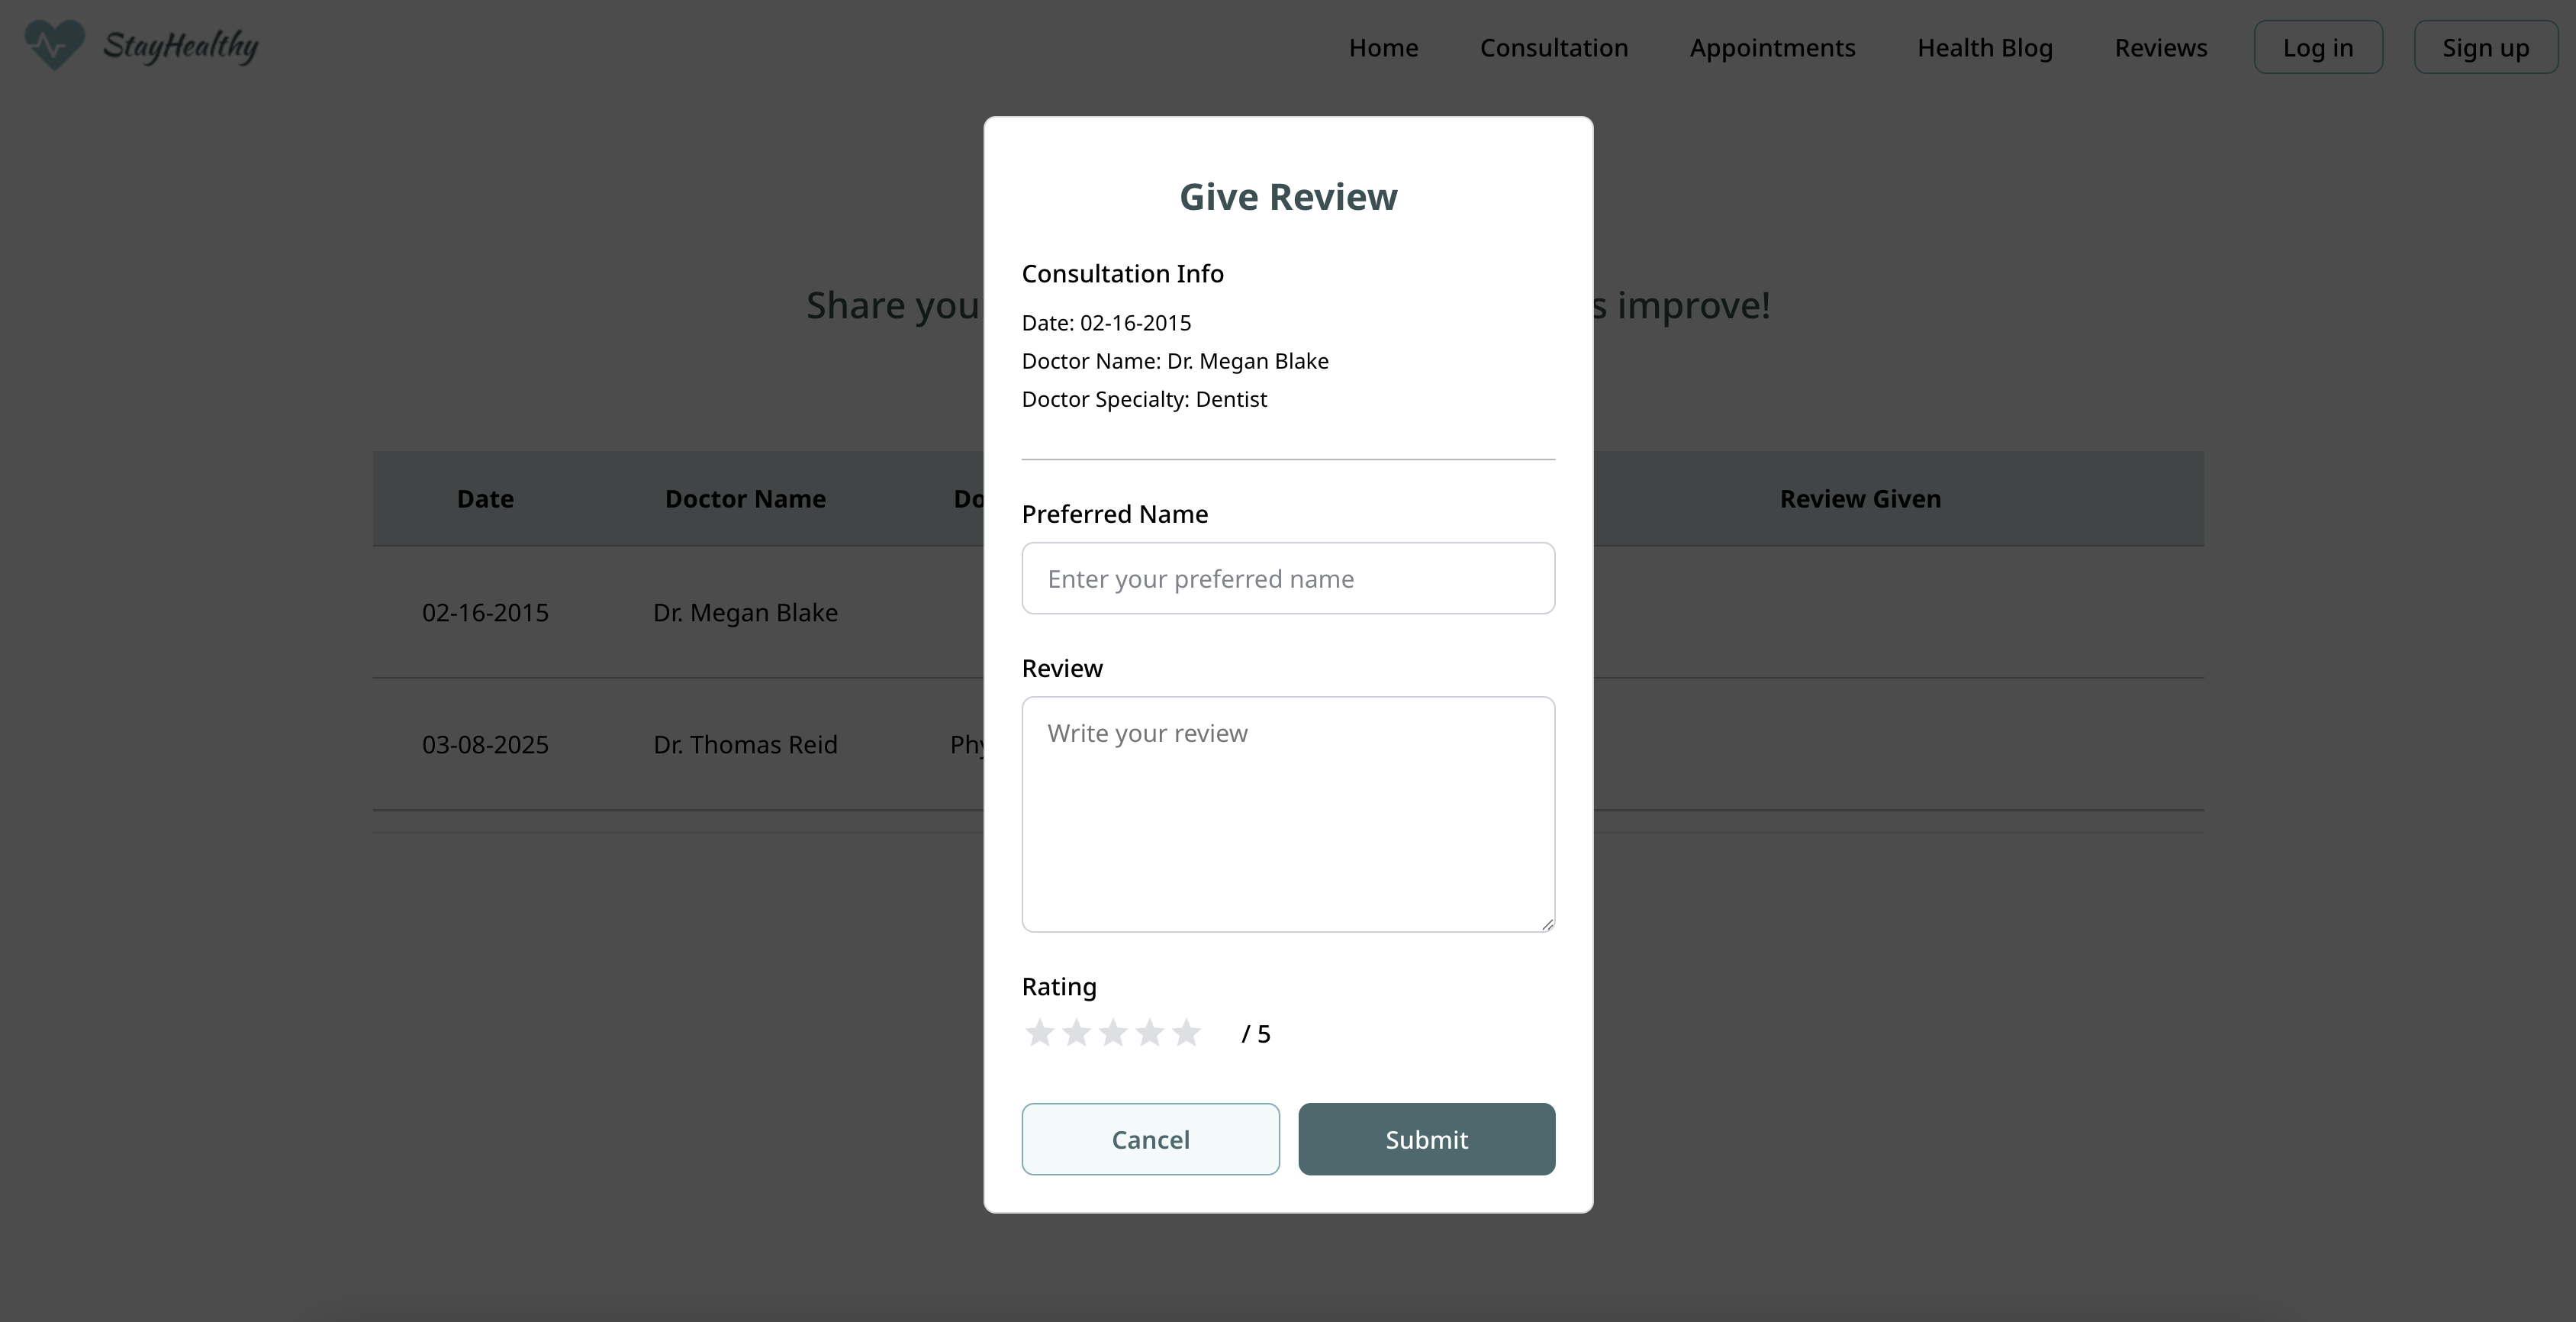 StayHealthy
Home Consultation Appointments Health Blog Reviews Log in Sign up
Give Review
Consultation Info
Share you s improve!
Date: 02-16-2015
Doctor Name: Dr. Megan Blake
Doctor Specialty: Dentist
Date Doctor Name Do Review Given
Preferred Name
Enter your preferred name
02-16-2015 Dr. Megan Blake
Review
Write your review
03-08-2025 Dr. Thomas Reid Phy
Rating
/ 5
Cancel Submit